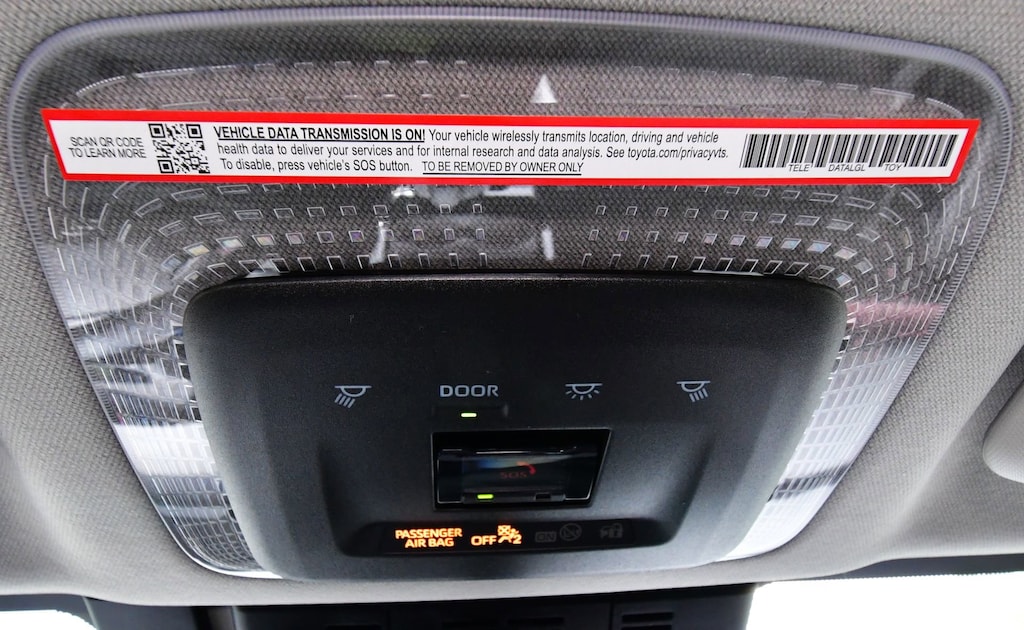 SCAN QR CODE
TO LEARN MORE
VEHICLE DATA TRANSMISSION IS ON! Your vehicle wirelessly transmits location, driving and vehicle
health data to deliver your services and for internal research and data analysis. See toyota.com/privacyvts.
To disable, press vehicle's SOS button. TO BE REMOVED BY OWNER ONLY
TELE DATALGL TOY
DOOR
SOS
PASSENGER
AIR BAG
OFF 2
ON